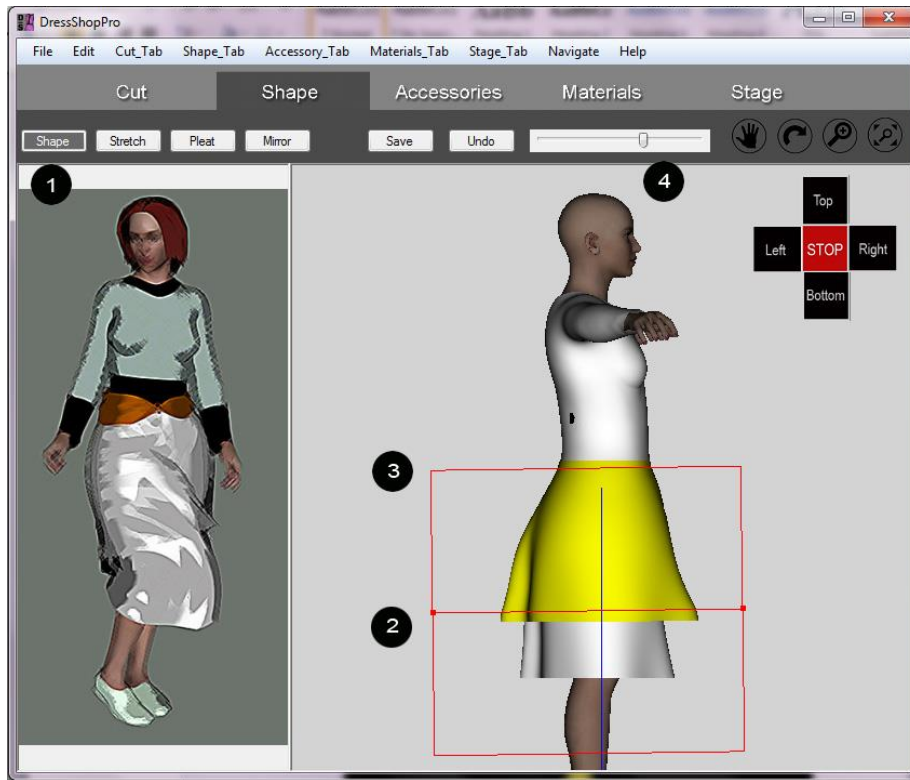 DressShopPro
File Edit Cut_Tab Shape_Tab Accessory_Tab Materials_Tab Stage_Tab Navigate Help
Cut Shape Accessories Materials Stage
Shape Stretch Pleat Mirror Save Undo
1
4
Top
Left STOP Right
Bottom
3
2